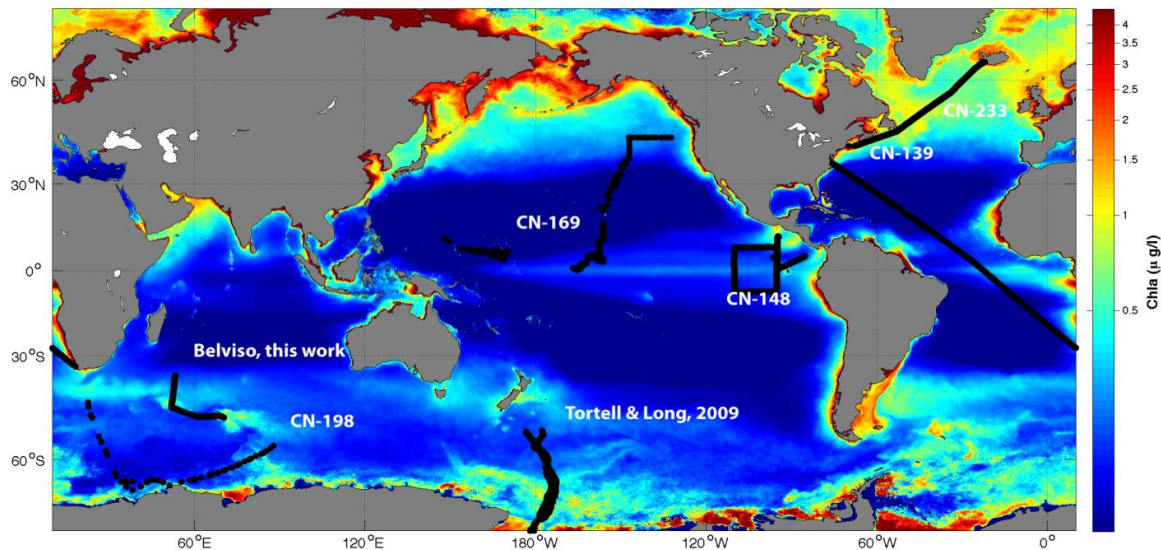 60°N
30°N
0°
30°S
60°S
CN-233
CN-139
CN-169
CN-148
Belviso, this work
CN-198
Tortell & Long, 2009
60°E
120°E
180°W
120°W
60°W
0°
4
3.5
3
2.5
2
1.5
1
0.5
Chla (µ g/l)